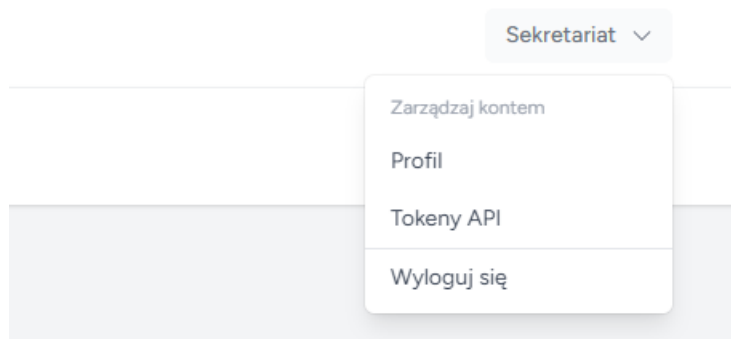 Sekretariat
Zarządzaj kontem
Profil
Tokeny API
Wyloguj się